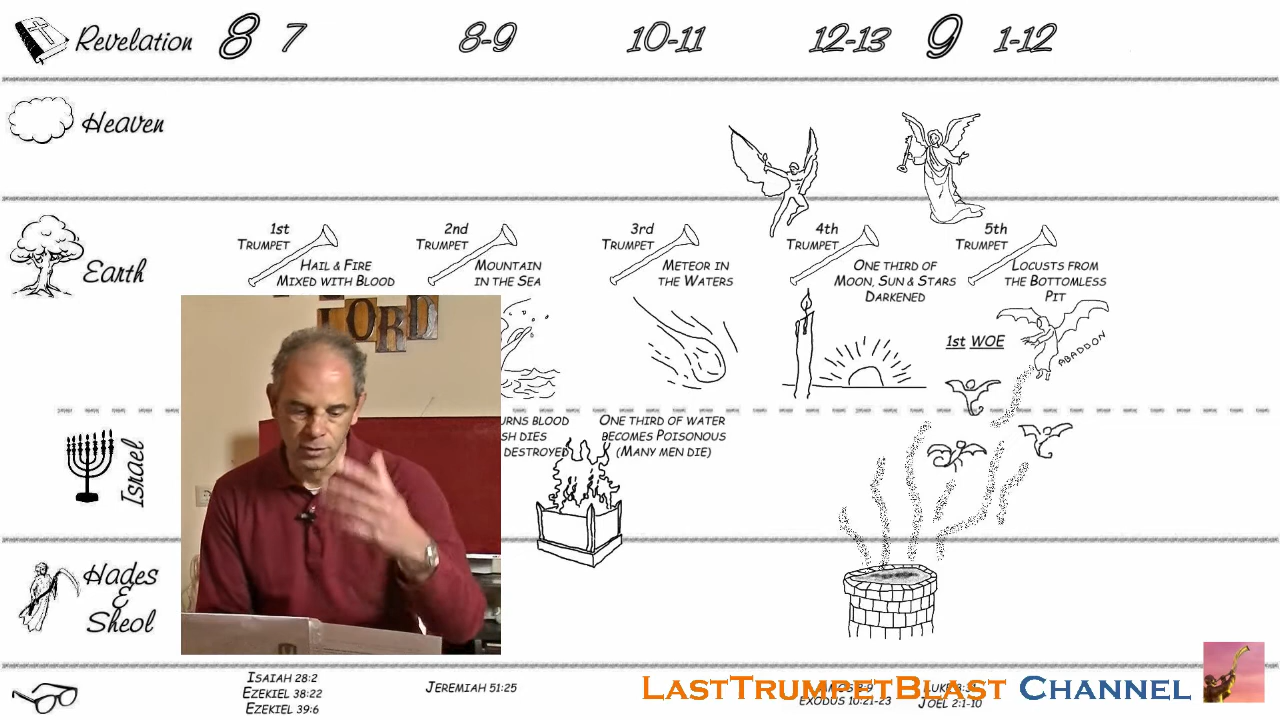 Revelation 8 7 8-9 10-11 12-13 9 1-12
Heaven
1st
TRUMPET
HAIL & FIRE
MIXED WITH BLOOD
2nd
TRUMPET
MOUNTAIN
IN THE SEA
3rd
TRUMPET
METEOR IN
THE WATERS
4th
TRUMPET
ONE THIRD OF
MOON, SUN & STARS
DARKENED
5th
TRUMPET
LOCUSTS FROM
THE BOTTOMLESS
PIT
Earth
LORD
1st WOE
ABADDON
BLOOD
DIES
DESTROYED
ONE THIRD OF WATER
BECOMES POISONOUS
(MANY MEN DIE)
Israel
Hades
&
Sheol
ISAIAH 28:2
EZEKIEL 38:22
EZEKIEL 39:6
JEREMIAH 51:25
EXODUS 10:21-23
JOEL 2:1-10
LASTTRUMPETBLAST CHANNEL